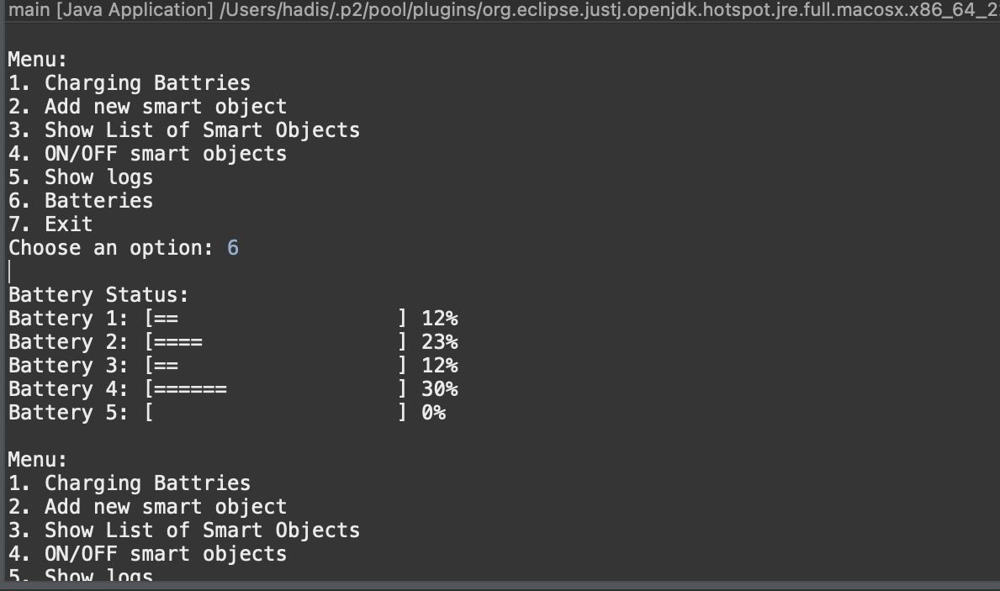 main [Java Application] /Users/hadis/.p2/pool/plugins/org.eclipse.justj.openjdk.hotspot.jre.full.macosx.x86_64_2
Menu:
1. Charging Battries
2. Add new smart object
3. Show List of Smart Objects
4. ON/OFF smart objects
5. Show logs
6. Batteries
7. Exit
Choose an option: 6
Battery Status:
Battery 1: [==                  ] 12%
Battery 2: [====                ] 23%
Battery 3: [==                  ] 12%
Battery 4: [======              ] 30%
Battery 5: [                    ] 0%
Menu:
1. Charging Battries
2. Add new smart object
3. Show List of Smart Objects
4. ON/OFF smart objects
5. Show logs